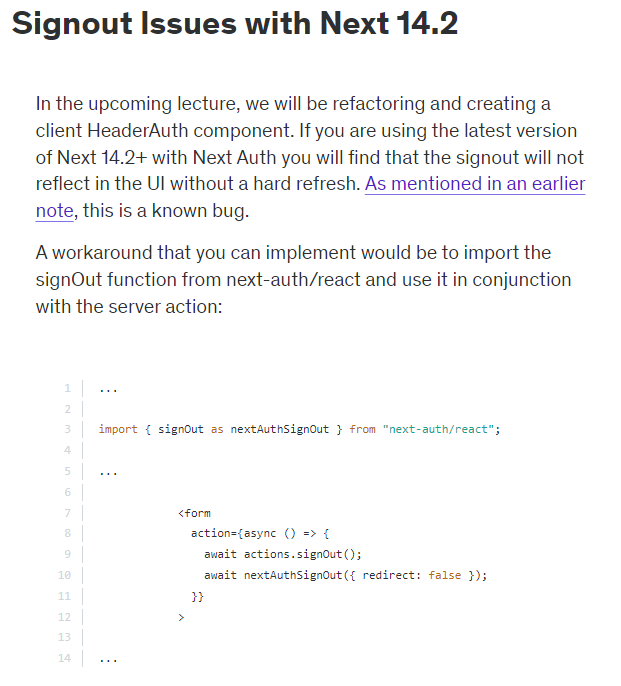 Signout Issues with Next 14.2
In the upcoming lecture, we will be refactoring and creating a
client HeaderAuth component. If you are using the latest version
of Next 14.2+ with Next Auth you will find that the signout will not
reflect in the UI without a hard refresh. As mentioned in an earlier
note, this is a known bug.
A workaround that you can implement would be to import the
signOut function from next-auth/react and use it in conjunction
with the server action:
1 ...
2
3 import { signOut as nextAuthSignOut } from "next-auth/react";
4
5 ...
6
7 <form
8 action={async () => {
9 await actions.signOut();
10 await nextAuthSignOut({ redirect: false });
11 }}
12 >
13
14 ...